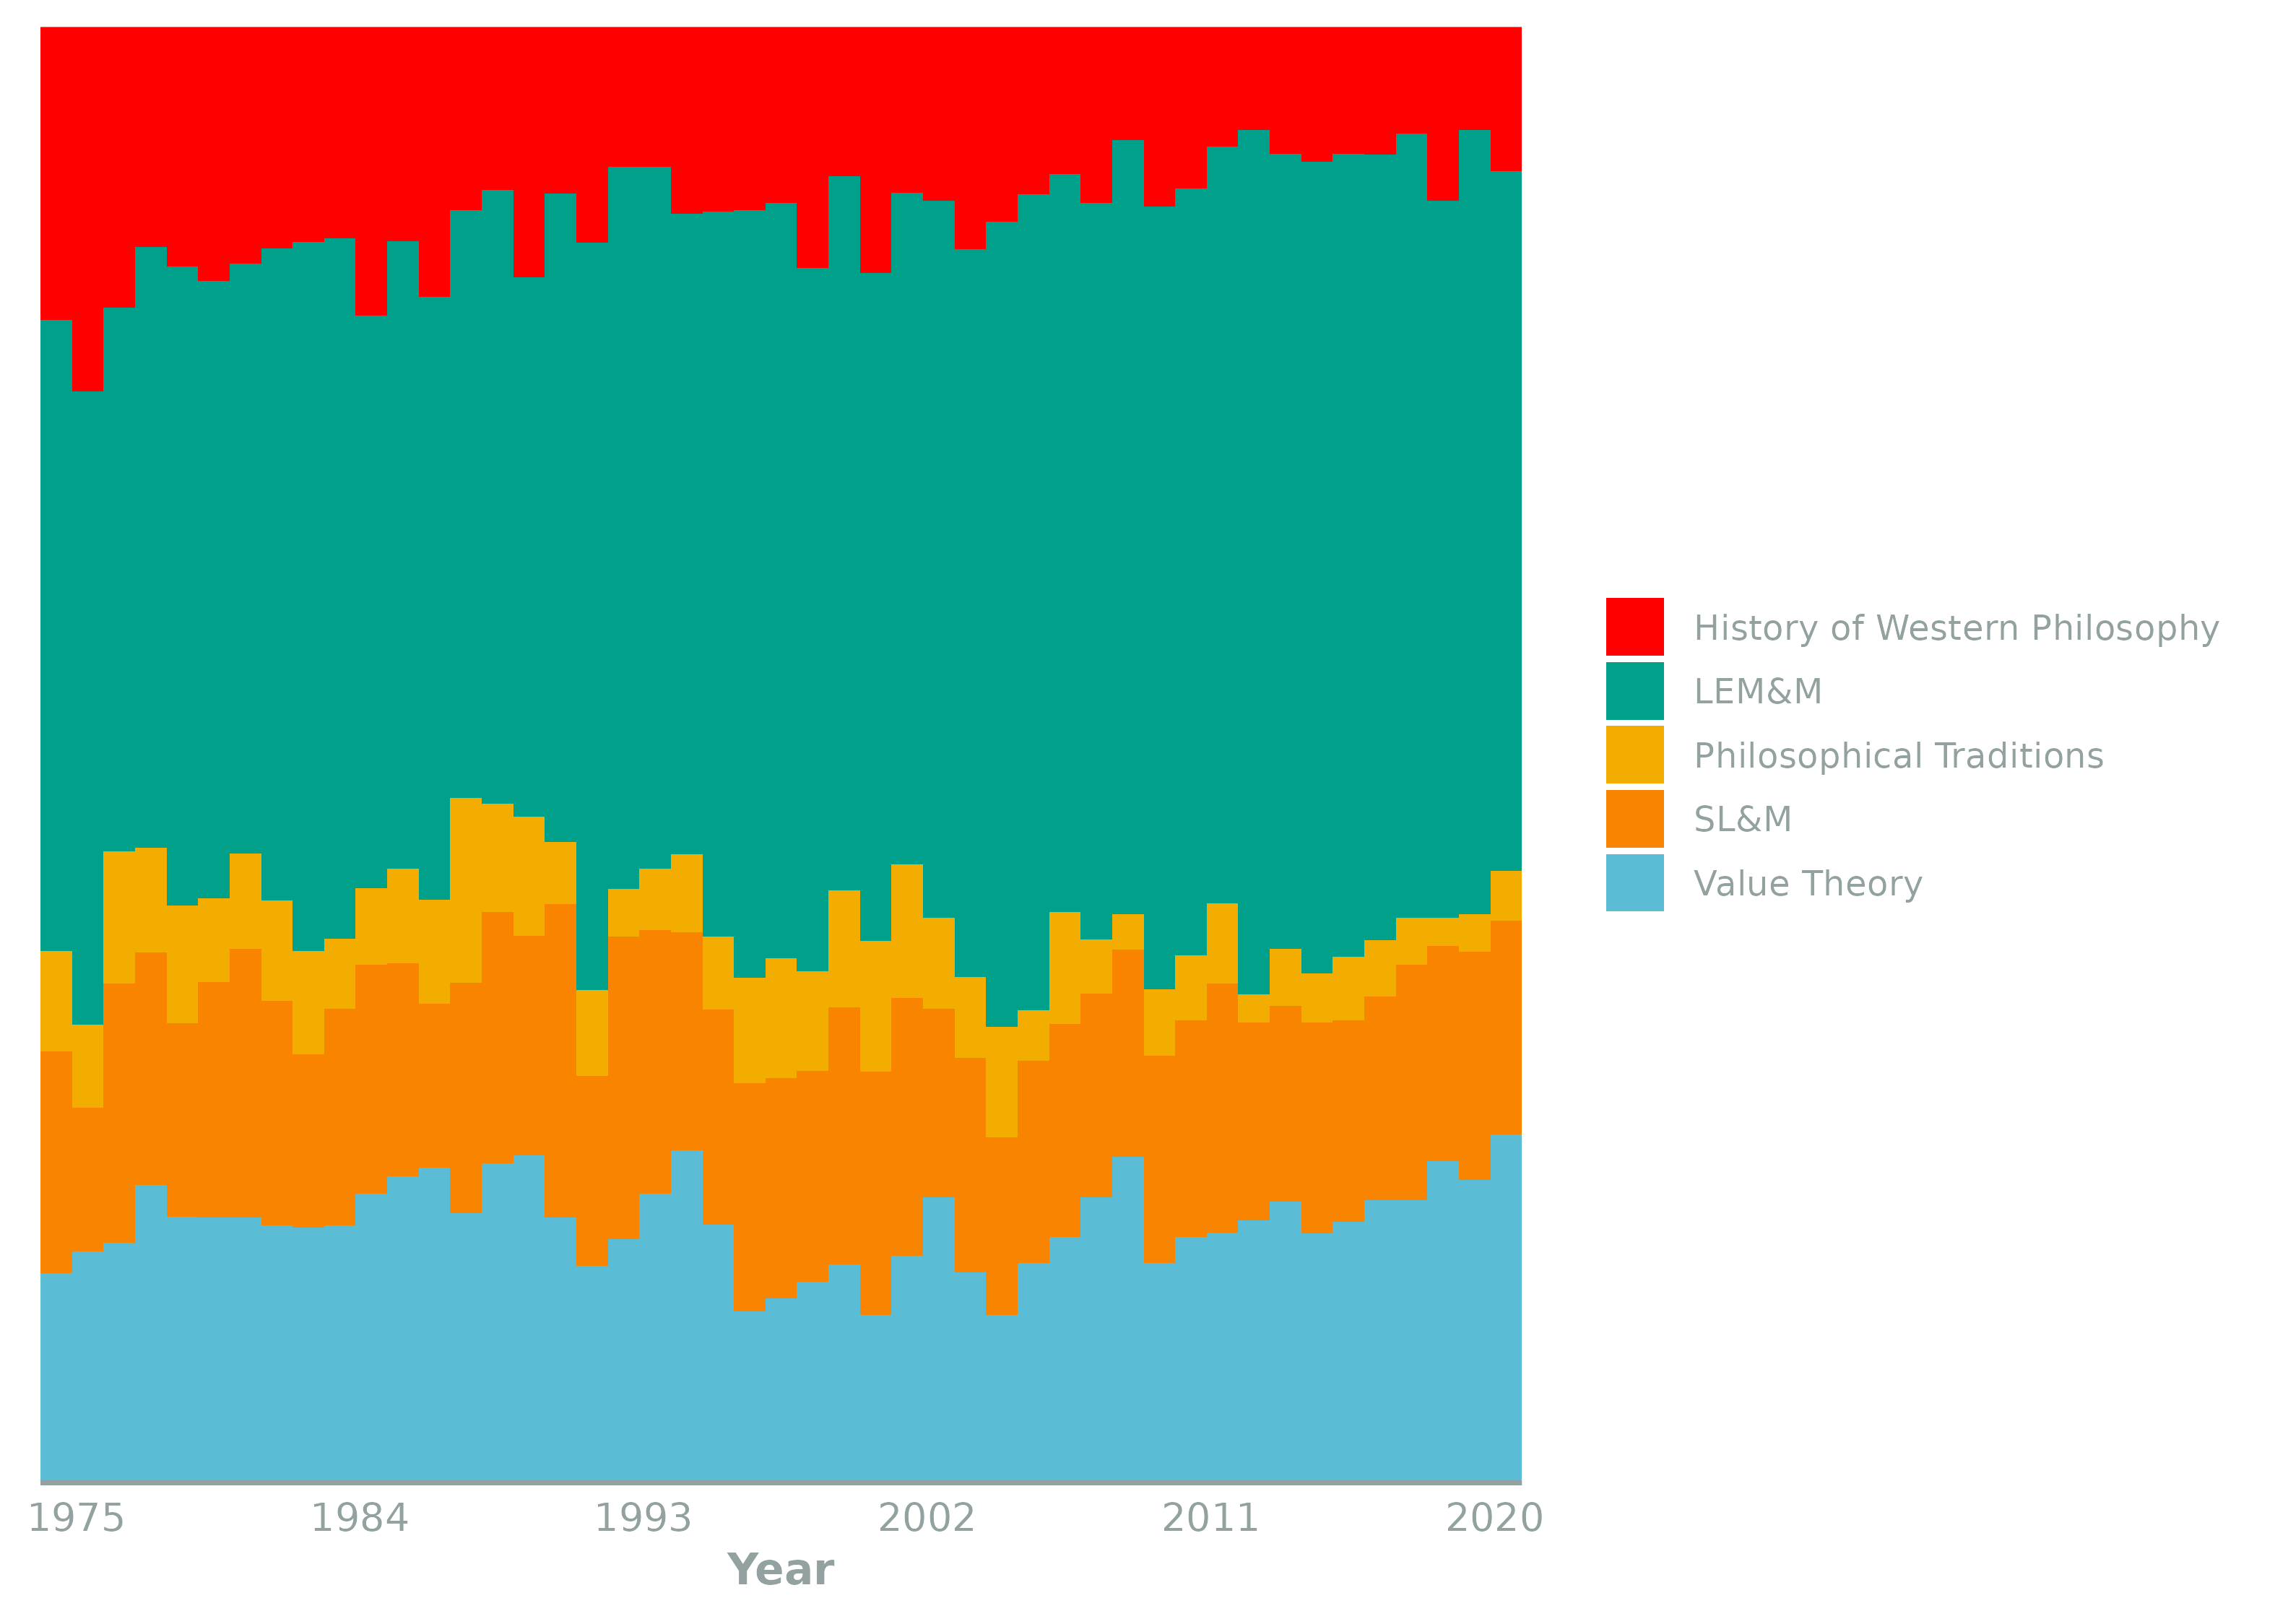 History of Western Philosophy
LEM&M
Philosophical Traditions
SL&M
Value Theory
1975 1984 1993 2002 2011 2020
Year